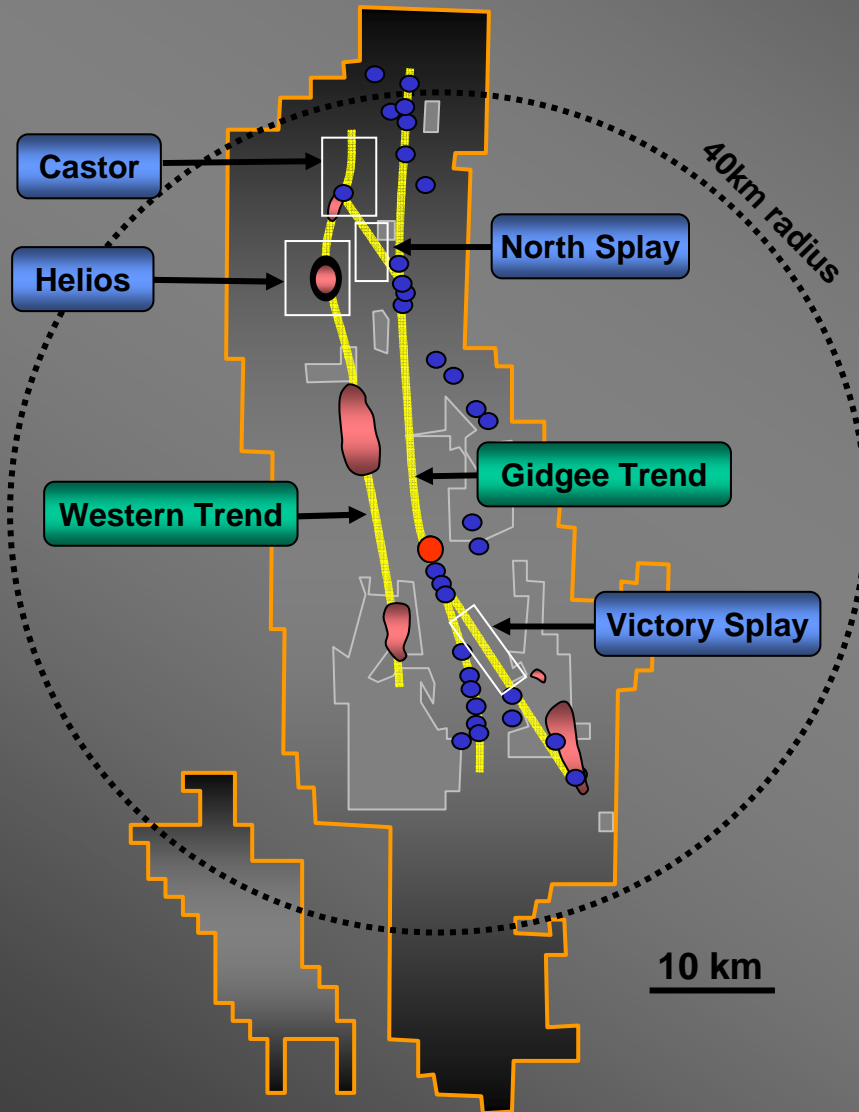 Castor
40km radius
North Splay
Helios
Gidgee Trend
Western Trend
Victory Splay
10 km